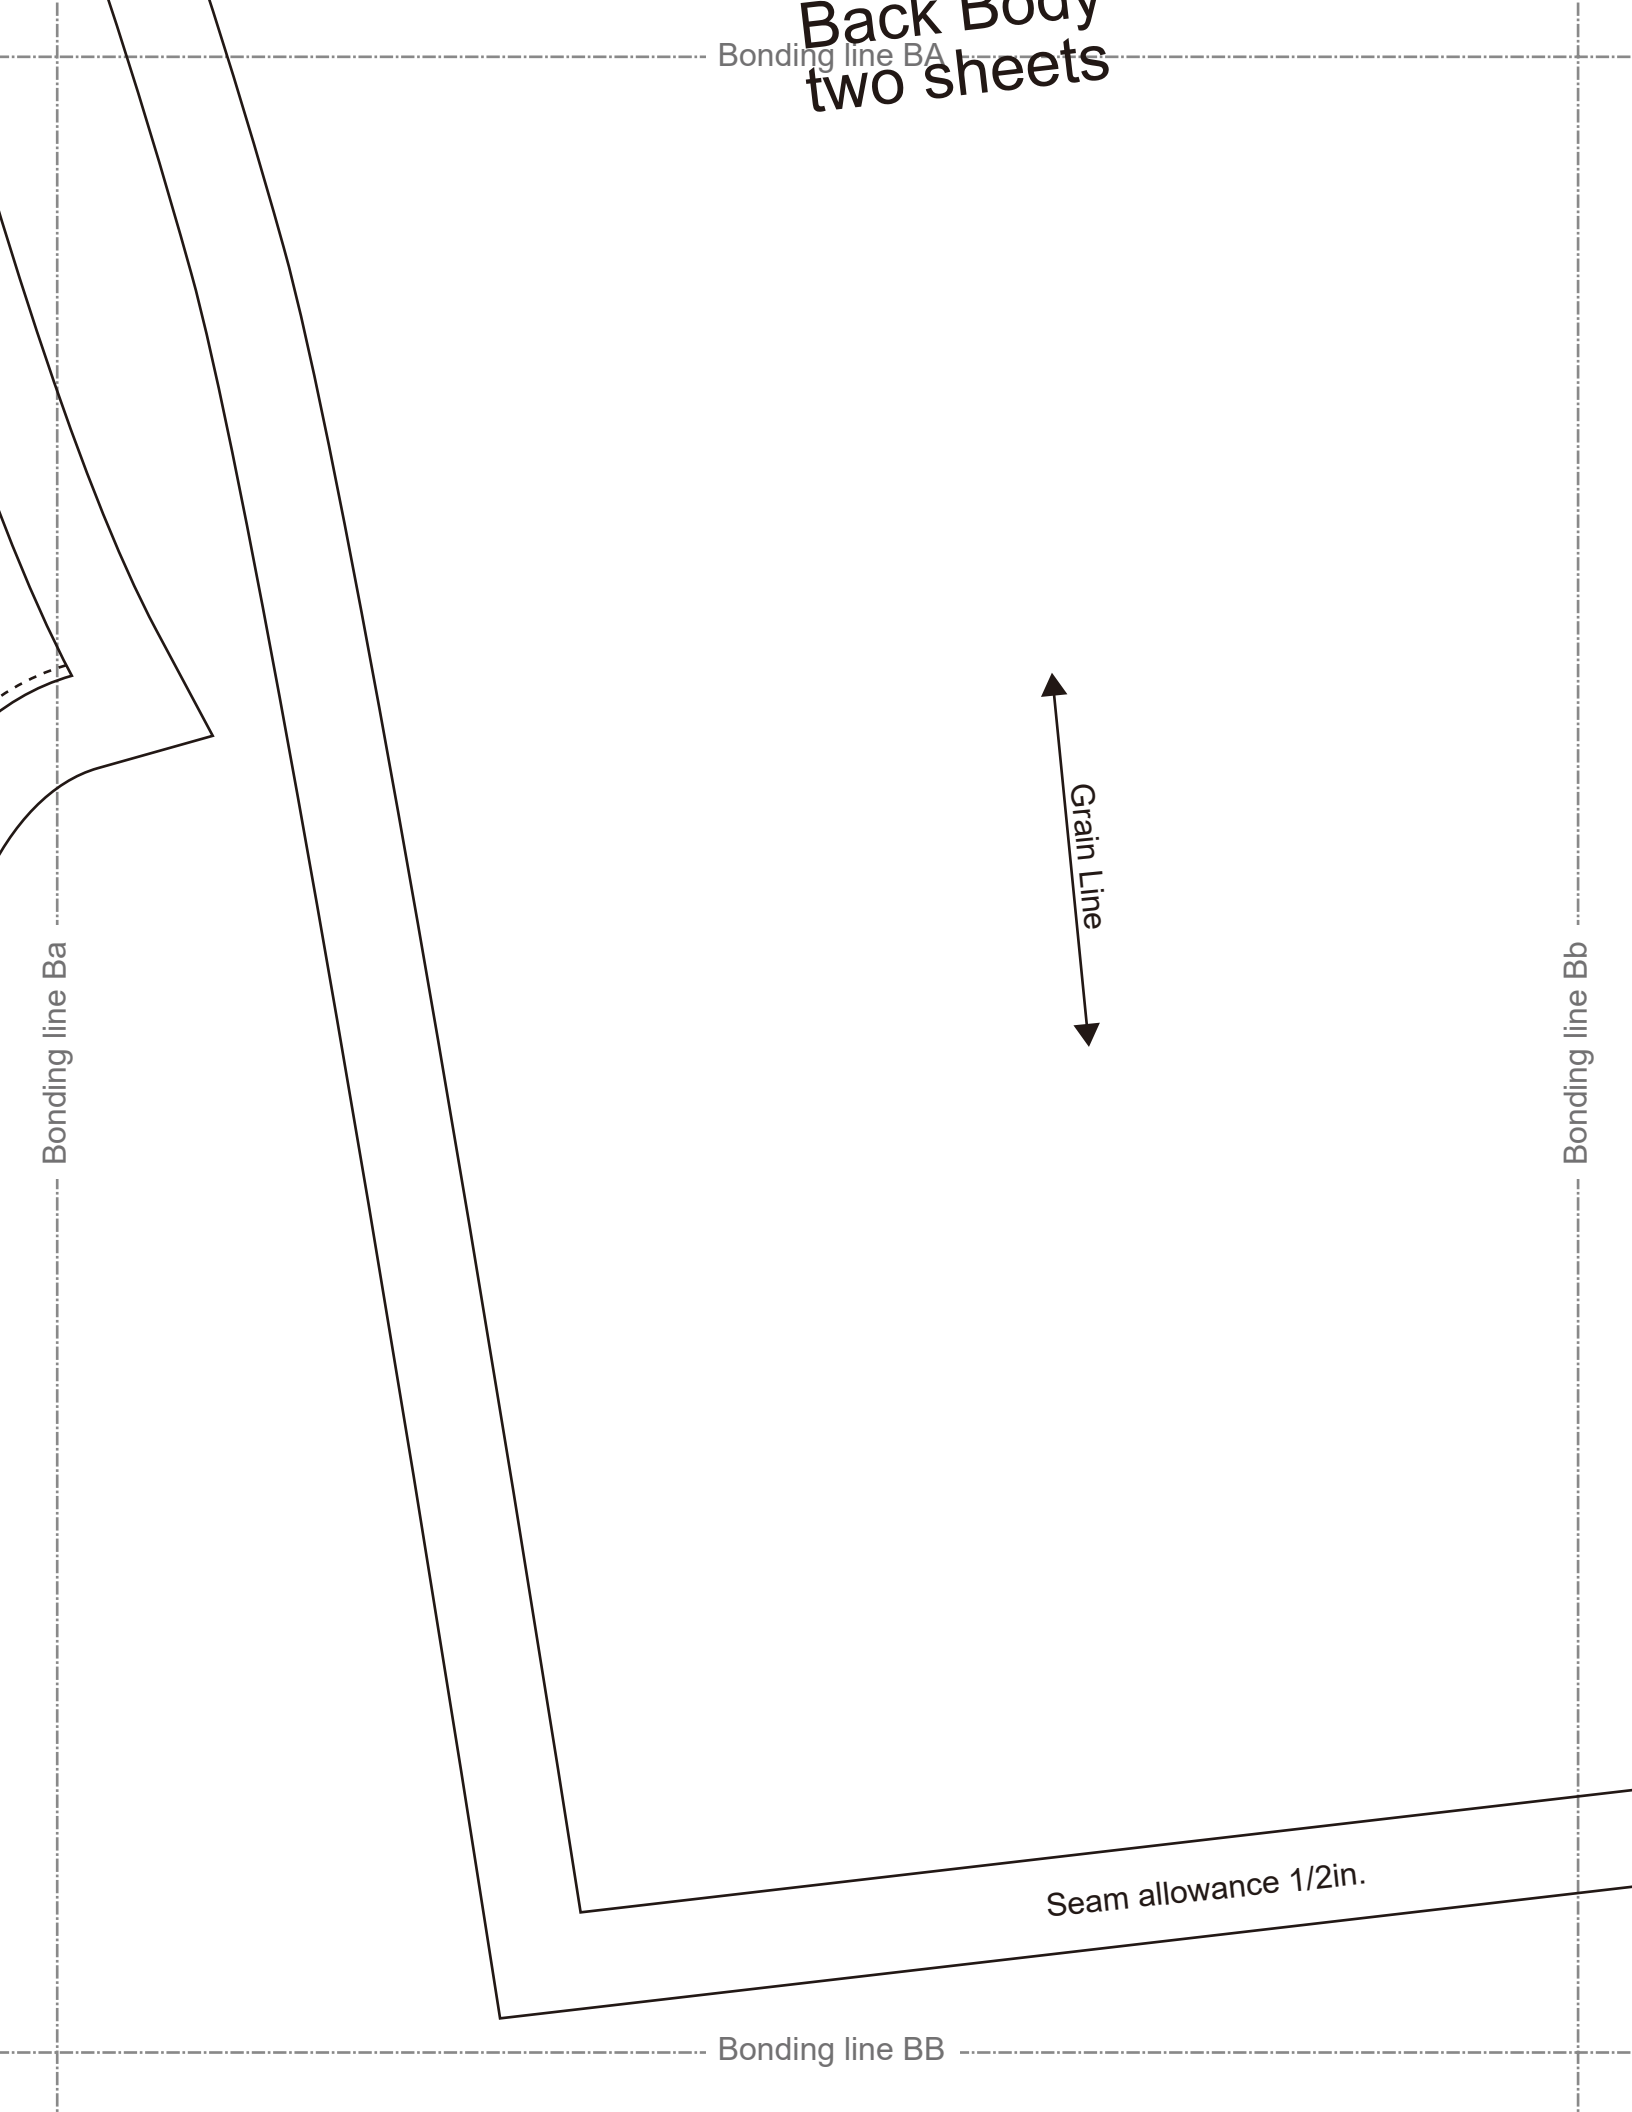 Back Body
Bonding line BA
two sheets
Grain Line
Bonding line Ba
Bonding line Bb
Seam allowance 1/2in.
Bonding line BB